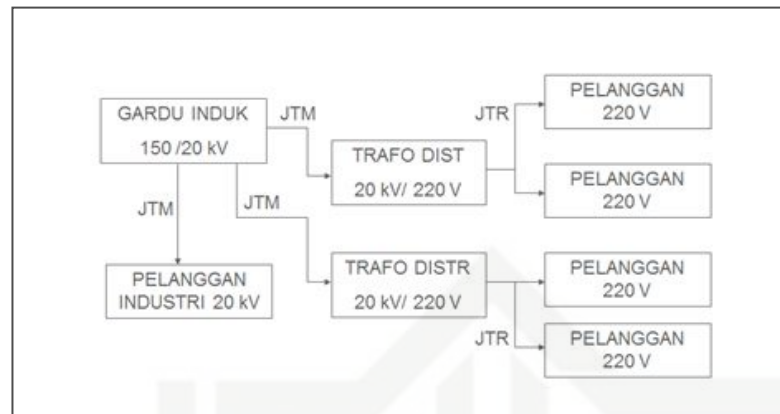 GARDU INDUK
150 /20 kV
JTM
JTM
JTM
PELANGGAN
INDUSTRI 20 kV
TRAFO DIST
20 kV/ 220 V
JTR
PELANGGAN
220 V
PELANGGAN
220 V
TRAFO DISTR
20 kV/ 220 V
JTR
PELANGGAN
220 V
PELANGGAN
220 V